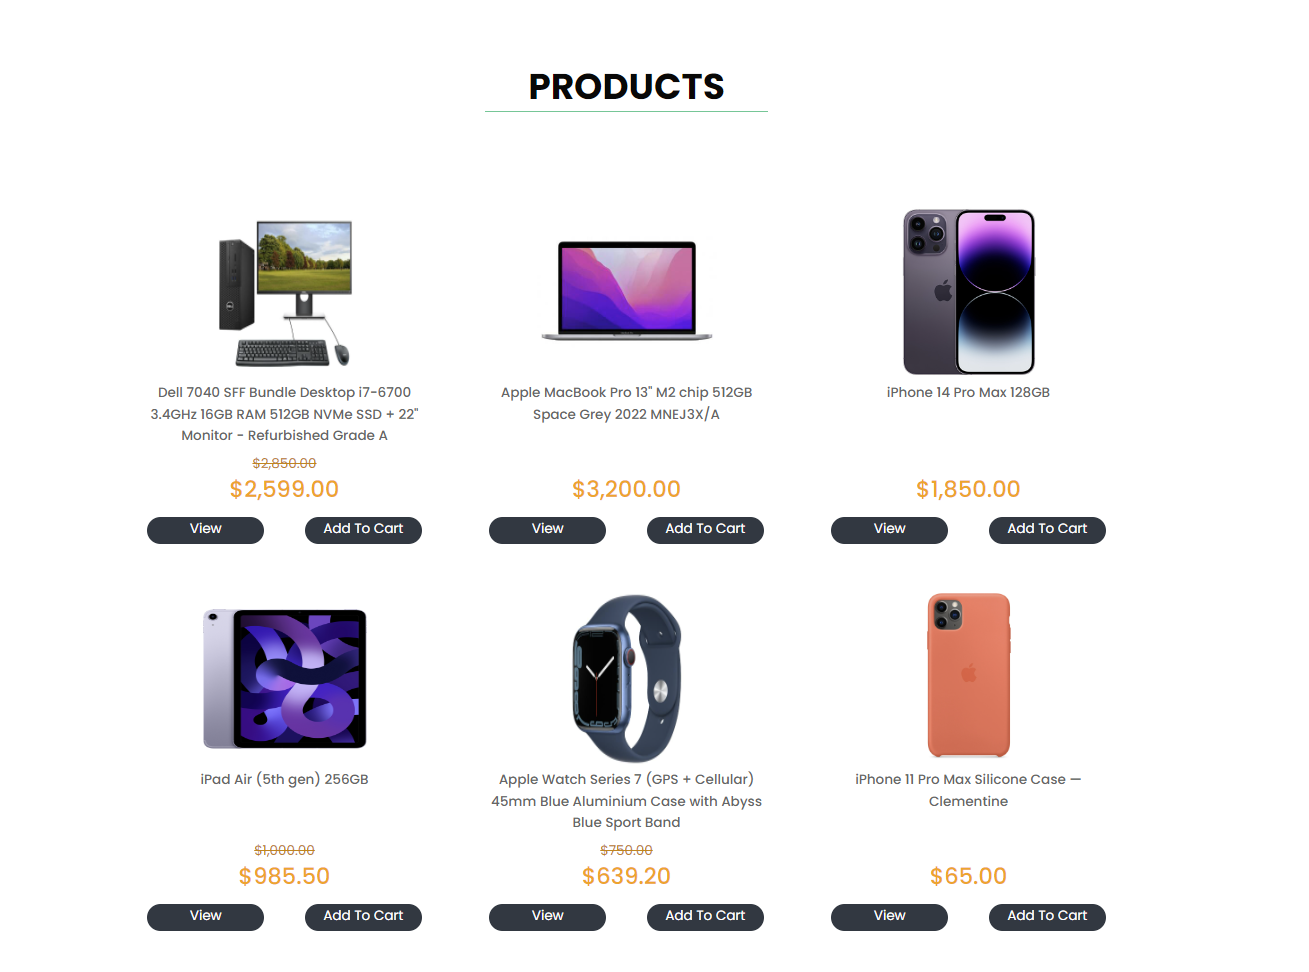 PRODUCTS
Dell 7040 SFF Bundle Desktop i7-6700
3.4GHz 16GB RAM 512GB NVMe SSD + 22"
Monitor - Refurbished Grade A
$2,850.00
$2,599.00
View
Add To Cart
Apple MacBook Pro 13" M2 chip 512GB
Space Grey 2022 MNEJ3X/A
$3,200.00
View
Add To Cart
iPhone 14 Pro Max 128GB
$1,850.00
View
Add To Cart
iPad Air (5th gen) 256GB
$1,000.00
$985.50
View
Add To Cart
Apple Watch Series 7 (GPS + Cellular)
45mm Blue Aluminium Case with Abyss
Blue Sport Band
$750.00
$639.20
View
Add To Cart
iPhone 11 Pro Max Silicone Case —
Clementine
$65.00
View
Add To Cart